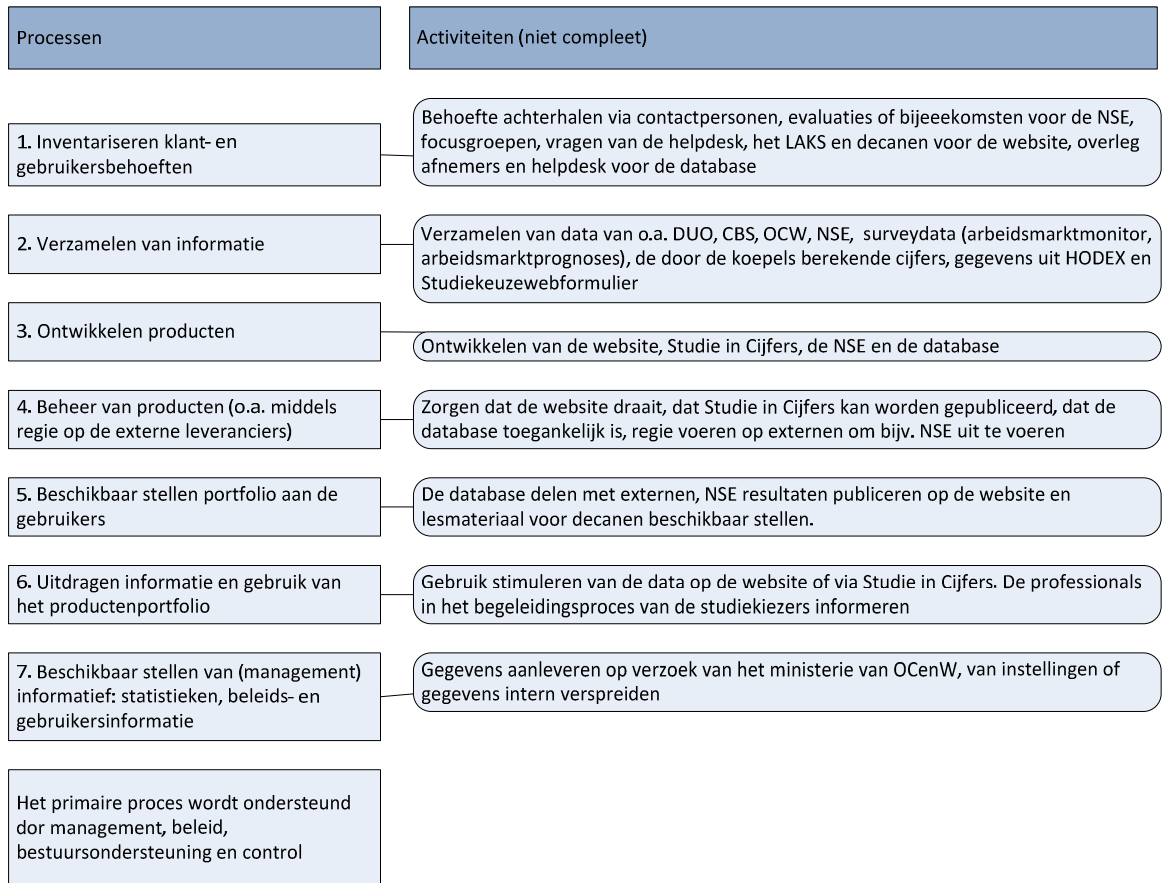 Processen
Activiteiten (niet compleet)
1. Inventariseren klant- en
gebruikersbehoeften
Behoefte achterhalen via contactpersonen, evaluaties of bijeeekomsten voor de NSE,
focusgroepen, vragen van de helpdesk, het LAKS en decanen voor de website, overleg
afnemers en helpdesk voor de database
2. Verzamelen van informatie
Verzamelen van data van o.a. DUO, CBS, OCW, NSE, surveydata (arbeidsmarktmonitor,
arbeidsmarktprognoses), de door de koepels berekende cijfers, gegevens uit HODEX en
Studiekeuzewebformulier
3. Ontwikkelen producten
Ontwikkelen van de website, Studie in Cijfers, de NSE en de database
4. Beheer van producten (o.a. middels
regie op de externe leveranciers)
Zorgen dat de website draait, dat Studie in Cijfers kan worden gepubliceerd, dat de
database toegankelijk is, regie voeren op externen om bijv. NSE uit te voeren
5. Beschikbaar stellen portfolio aan de
gebruikers
De database delen met externen, NSE resultaten publiceren op de website en
lesmateriaal voor decanen beschikbaar stellen.
6. Uitdragen informatie en gebruik van
het productenportfolio
Gebruik stimuleren van de data op de website of via Studie in Cijfers. De professionals
in het begeleidingsproces van de studiekiezers informeren
7. Beschikbaar stellen van (management)
informatief: statistieken, beleids- en
gebruikersinformatie
Gegevens aanleveren op verzoek van het ministerie van OCenW, van instellingen of
gegevens intern verspreiden
Het primaire proces wordt ondersteund
dor management, beleid,
bestuursondersteuning en control